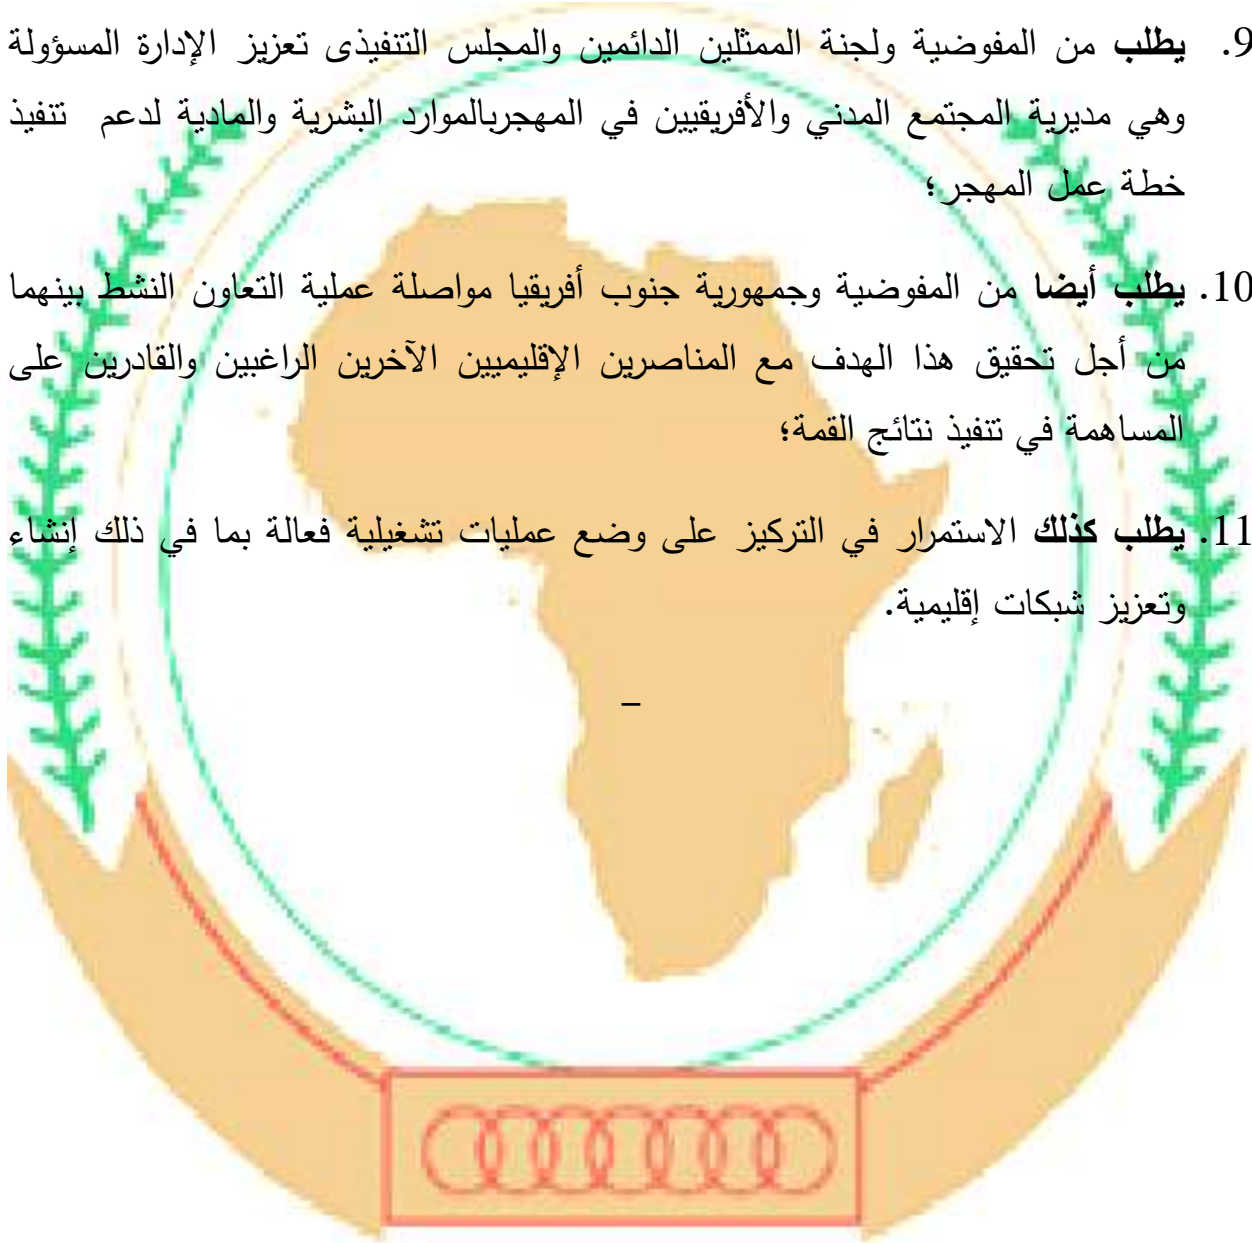 9. يطلب من المفوضية ولجنة الممثلين الدائمين والمجلس التنفيذى تعزيز الإدارة المسؤولة
وهي مديرية المجتمع المدني والأفريقيين في المهجربالموارد البشرية والمادية لدعم تنفيذ
خطة عمل المهجر؛
10. يطلب أيضا من المفوضية وجمهورية جنوب أفريقيا مواصلة عملية التعاون النشط بينهما
من أجل تحقيق هذا الهدف مع المناصرين الإقليميين الآخرين الراغبين والقادرين على
المساهمة في تنفيذ نتائج القمة؛
11. يطلب كذلك الاستمرار في التركيز على وضع عمليات تشغيلية فعالة بما في ذلك إنشاء
وتعزيز شبكات إقليمية.
–